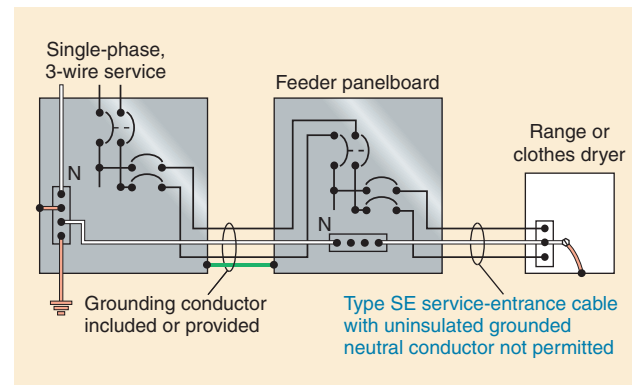 Single-phase,
3-wire service
Feeder panelboard
Range or
clothes dryer
N
N
Grounding conductor
included or provided
Type SE service-entrance cable
with uninsulated grounded
neutral conductor not permitted